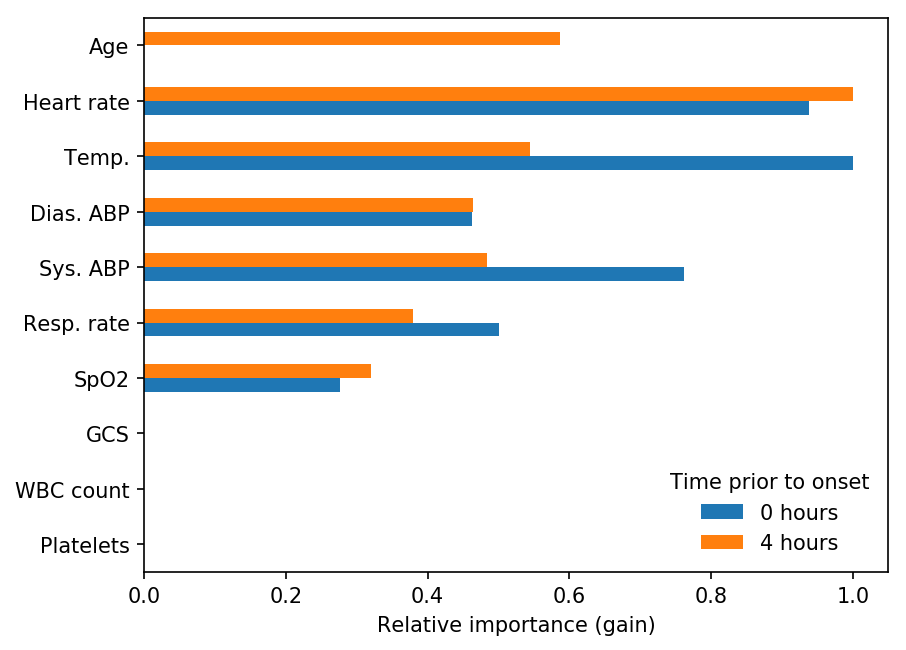 Age
Heart rate
Temp.
Dias. ABP
Sys. ABP
Resp. rate
SpO2
GCS
WBC count
Platelets
Time prior to onset
0 hours
4 hours
0.0 0.2 0.4 0.6 0.8 1.0
Relative importance (gain)